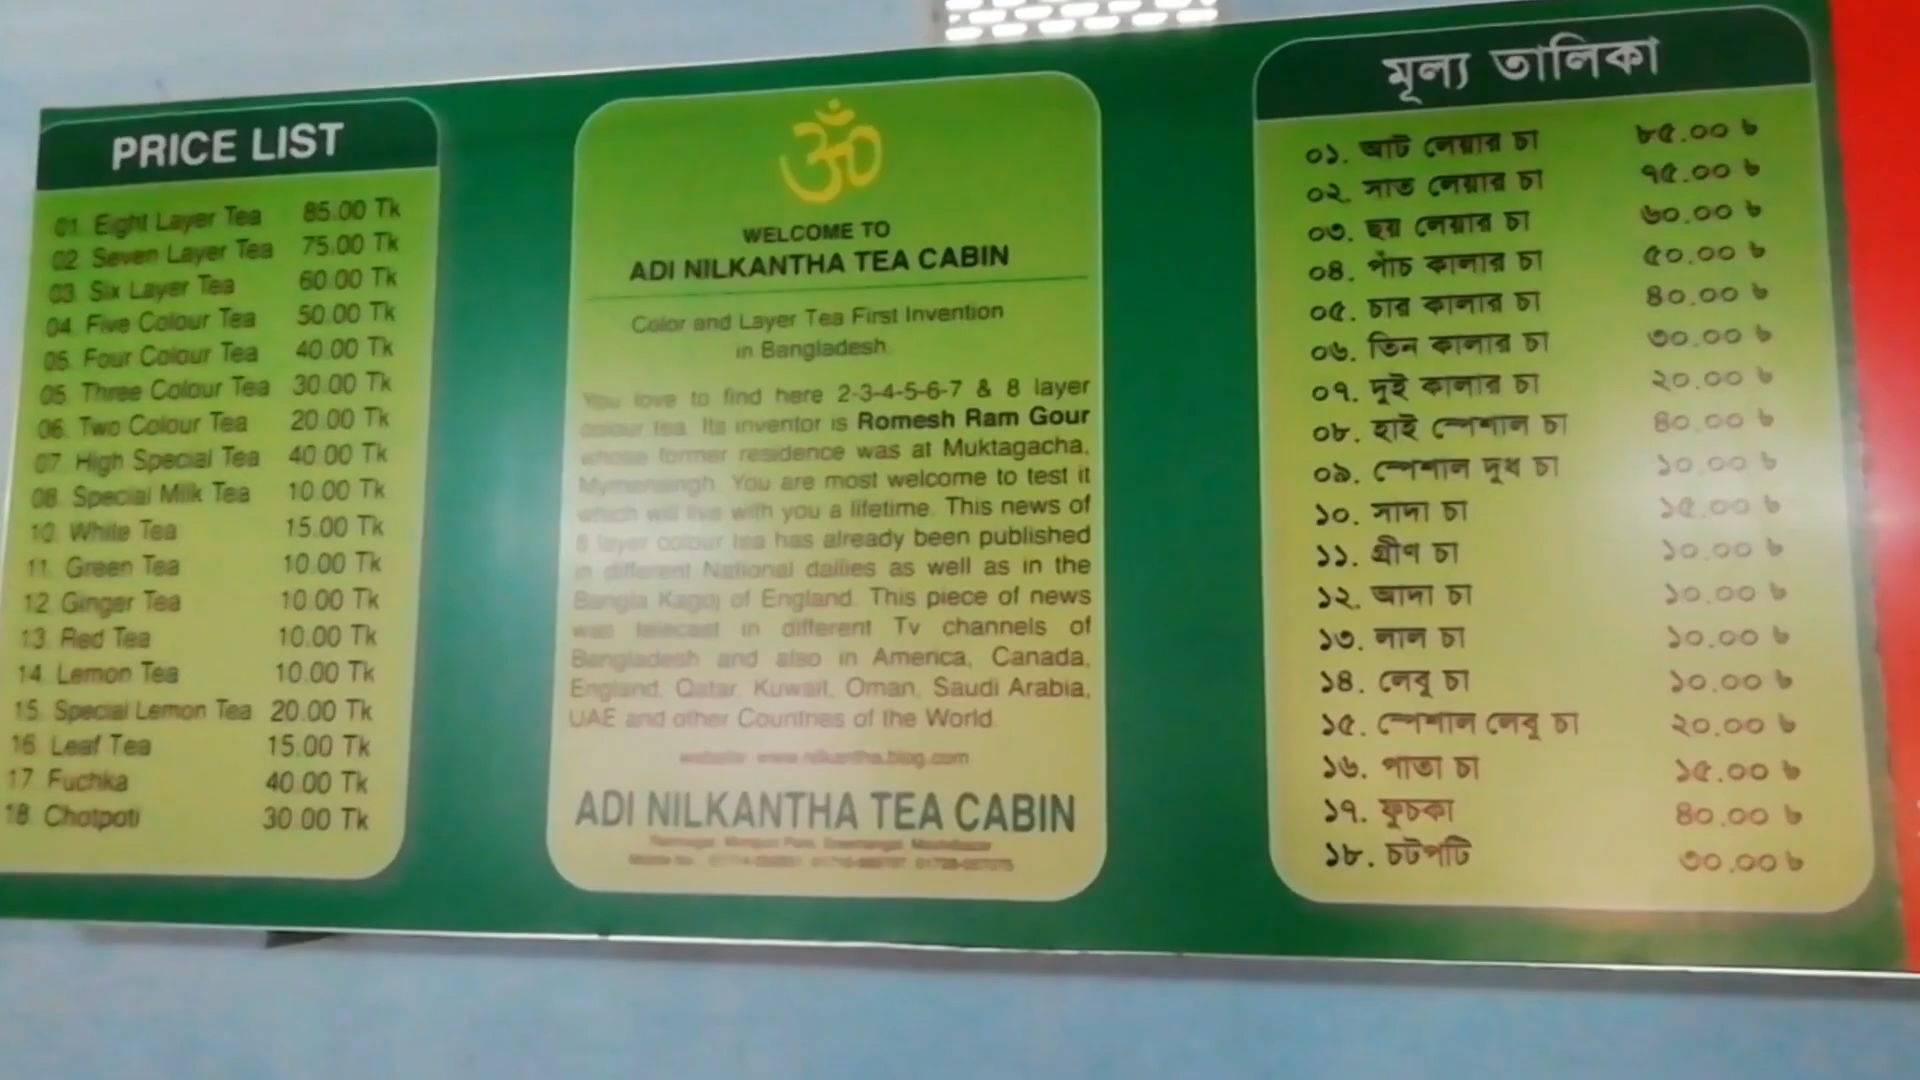 PRICE LIST
01. Eight Layer Tea 85.00 Tk
02. Seven Layer Tea 75.00 Tk
03. Six Layer Tea 60.00 Tk
04. Five Colour Tea 50.00 Tk
05. Four Colour Tea 40.00 Tk
05. Three Colour Tea 30.00 Tk
06. Two Colour Tea 20.00 Tk
07. High Special Tea 40.00 Tk
08. Special Milk Tea 10.00 Tk
10. White Tea 15.00 Tk
11. Green Tea 10.00 Tk
12. Ginger Tea 10.00 Tk
13. Red Tea 10.00 Tk
14. Lemon Tea 10.00 Tk
15. Special Lemon Tea 20.00 Tk
16. Leaf Tea 15.00 Tk
17. Fuchka 40.00 Tk
18. Chotpoti 30.00 Tk
ॐ
WELCOME TO
ADI NILKANTHA TEA CABIN
Color and Layer Tea First Invention
in Bangladesh.
You love to find here 2-3-4-5-6-7 & 8 layer
colour tea. Its inventor is Romesh Ram Gour
whose former residence was at Muktagacha,
Mymensingh. You are most welcome to test it
which will live with you a lifetime. This news of
8 layer colour tea has already been published
in different National dailies as well as in the
Bangla Kagoj of England. This piece of news
was telecast in different Tv channels of
Bangladesh and also in America, Canada,
England, Qatar, Kuwait, Oman, Saudi Arabia,
UAE and other Countries of the World.
website: www.nilkantha.blog.com
ADI NILKANTHA TEA CABIN
মূল্য তালিকা
০১. আট লেয়ার চা ৮৫.০০ ৳
০২. সাত লেয়ার চা ৭৫.০০ ৳
০৩. ছয় লেয়ার চা ৬০.০০ ৳
০৪. পাঁচ কালার চা ৫০.০০ ৳
০৫. চার কালার চা ৪০.০০ ৳
০৬. তিন কালার চা ৩০.০০ ৳
০৭. দুই কালার চা ২০.০০ ৳
০৮. হাই স্পেশাল চা ৪০.০০ ৳
০৯. স্পেশাল দুধ চা ১০.০০ ৳
১০. সাদা চা ১৫.০০ ৳
১১. গ্রীণ চা ১০.০০ ৳
১২. আদা চা ১০.০০ ৳
১৩. লাল চা ১০.০০ ৳
১৪. লেবু চা ১০.০০ ৳
১৫. স্পেশাল লেবু চা ২০.০০ ৳
১৬. পাতা চা ১৫.০০ ৳
১৭. ফুচকা ৪০.০০ ৳
১৮. চটপটি ৩০.০০ ৳